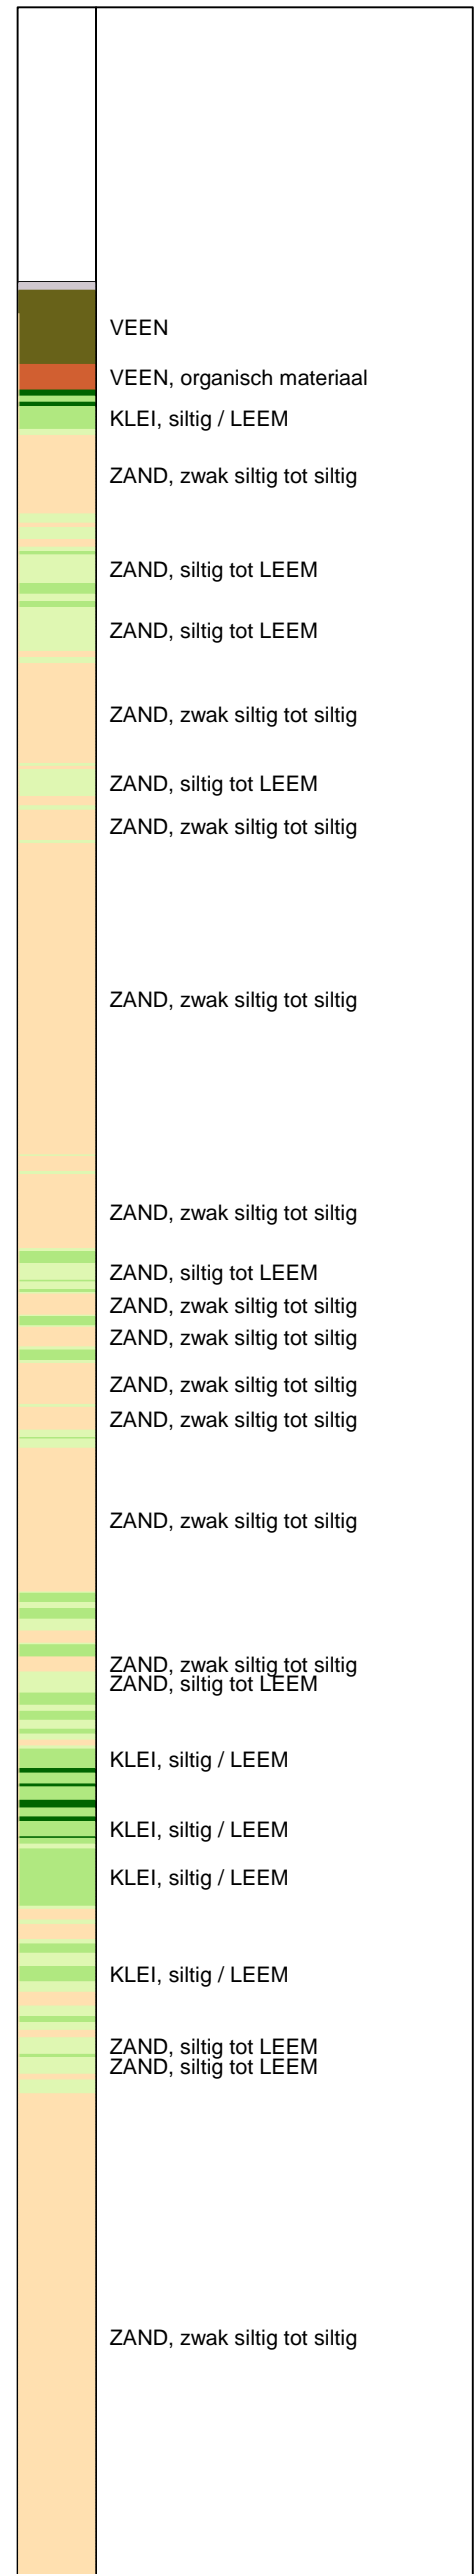 VEEN
VEEN, organisch materiaal
KLEI, siltig / LEEM
ZAND, zwak siltig tot siltig
ZAND, siltig tot LEEM
ZAND, siltig tot LEEM
ZAND, zwak siltig tot siltig
ZAND, siltig tot LEEM
ZAND, zwak siltig tot siltig
ZAND, zwak siltig tot siltig
ZAND, zwak siltig tot siltig
ZAND, siltig tot LEEM
ZAND, zwak siltig tot siltig
ZAND, zwak siltig tot siltig
ZAND, zwak siltig tot siltig
ZAND, zwak siltig tot siltig
ZAND, zwak siltig tot siltig
ZAND, zwak siltig tot siltig
ZAND, siltig tot LEEM
KLEI, siltig / LEEM
KLEI, siltig / LEEM
KLEI, siltig / LEEM
KLEI, siltig / LEEM
ZAND, siltig tot LEEM
ZAND, siltig tot LEEM
ZAND, zwak siltig tot siltig